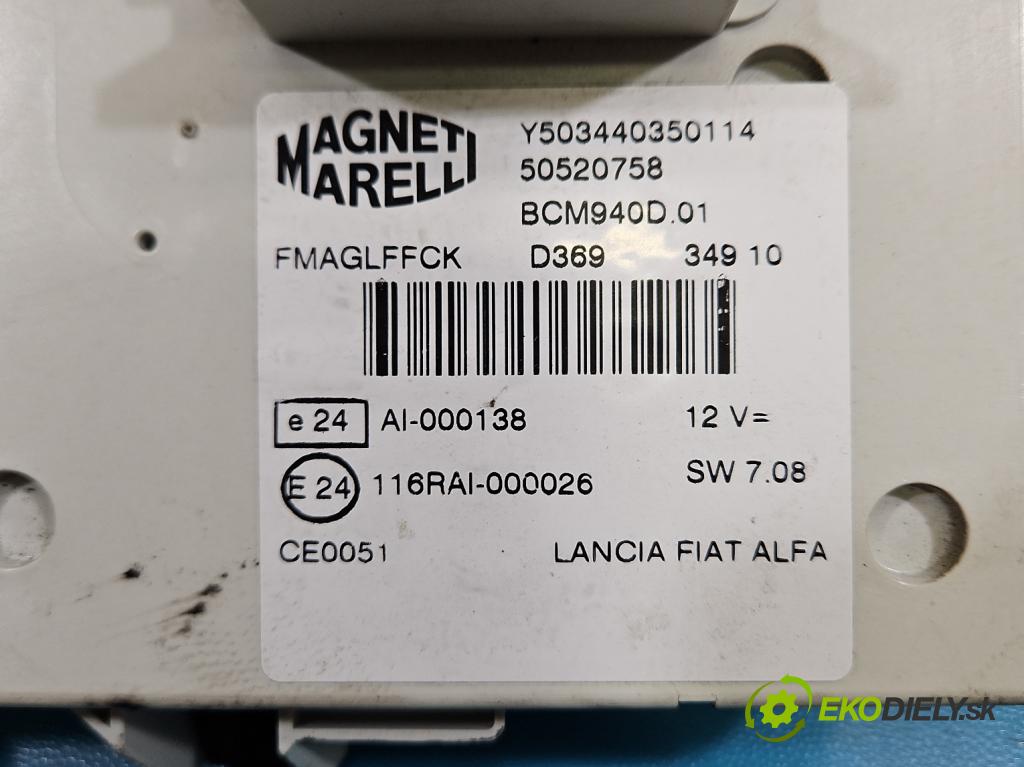 MAGNETI
MARELLI
Y503440350114
50520758
BCM940D.01
FMAGLFFCK D369 349 10
e 24 AI-000138 12 V=
E 24 116RAI-000026 SW 7.08
CE0051 LANCIA FIAT ALFA
EKODIELY.sk